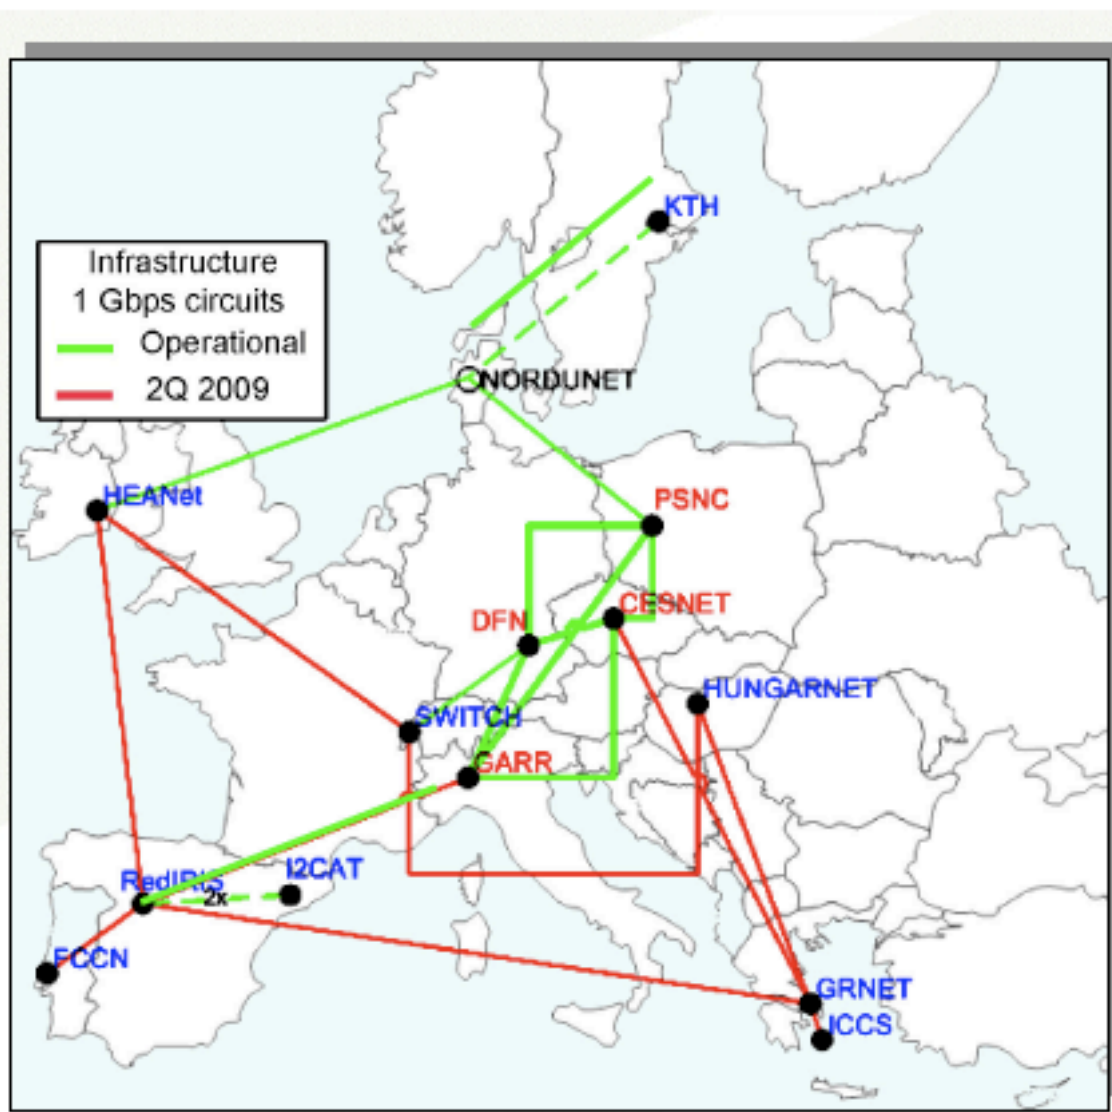 KTH
Infrastructure
1 Gbps circuits
Operational
2Q 2009
NORDUNET
HEANet
PSNC
CESNET
DFN
HUNGARNET
SWITCH
GARR
I2CAT
RedIRIS
2x
FCCN
GRNET
ICCS